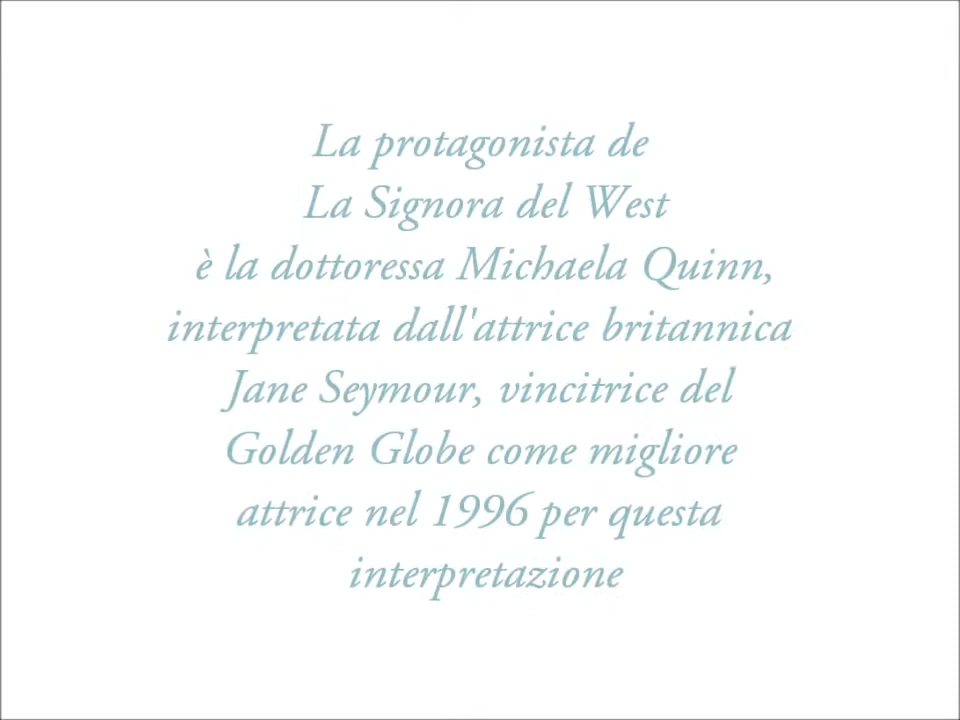 La protagonista de
La Signora del West
è la dottoressa Michaela Quinn,
interpretata dall'attrice britannica
Jane Seymour, vincitrice del
Golden Globe come migliore
attrice nel 1996 per questa
interpretazione